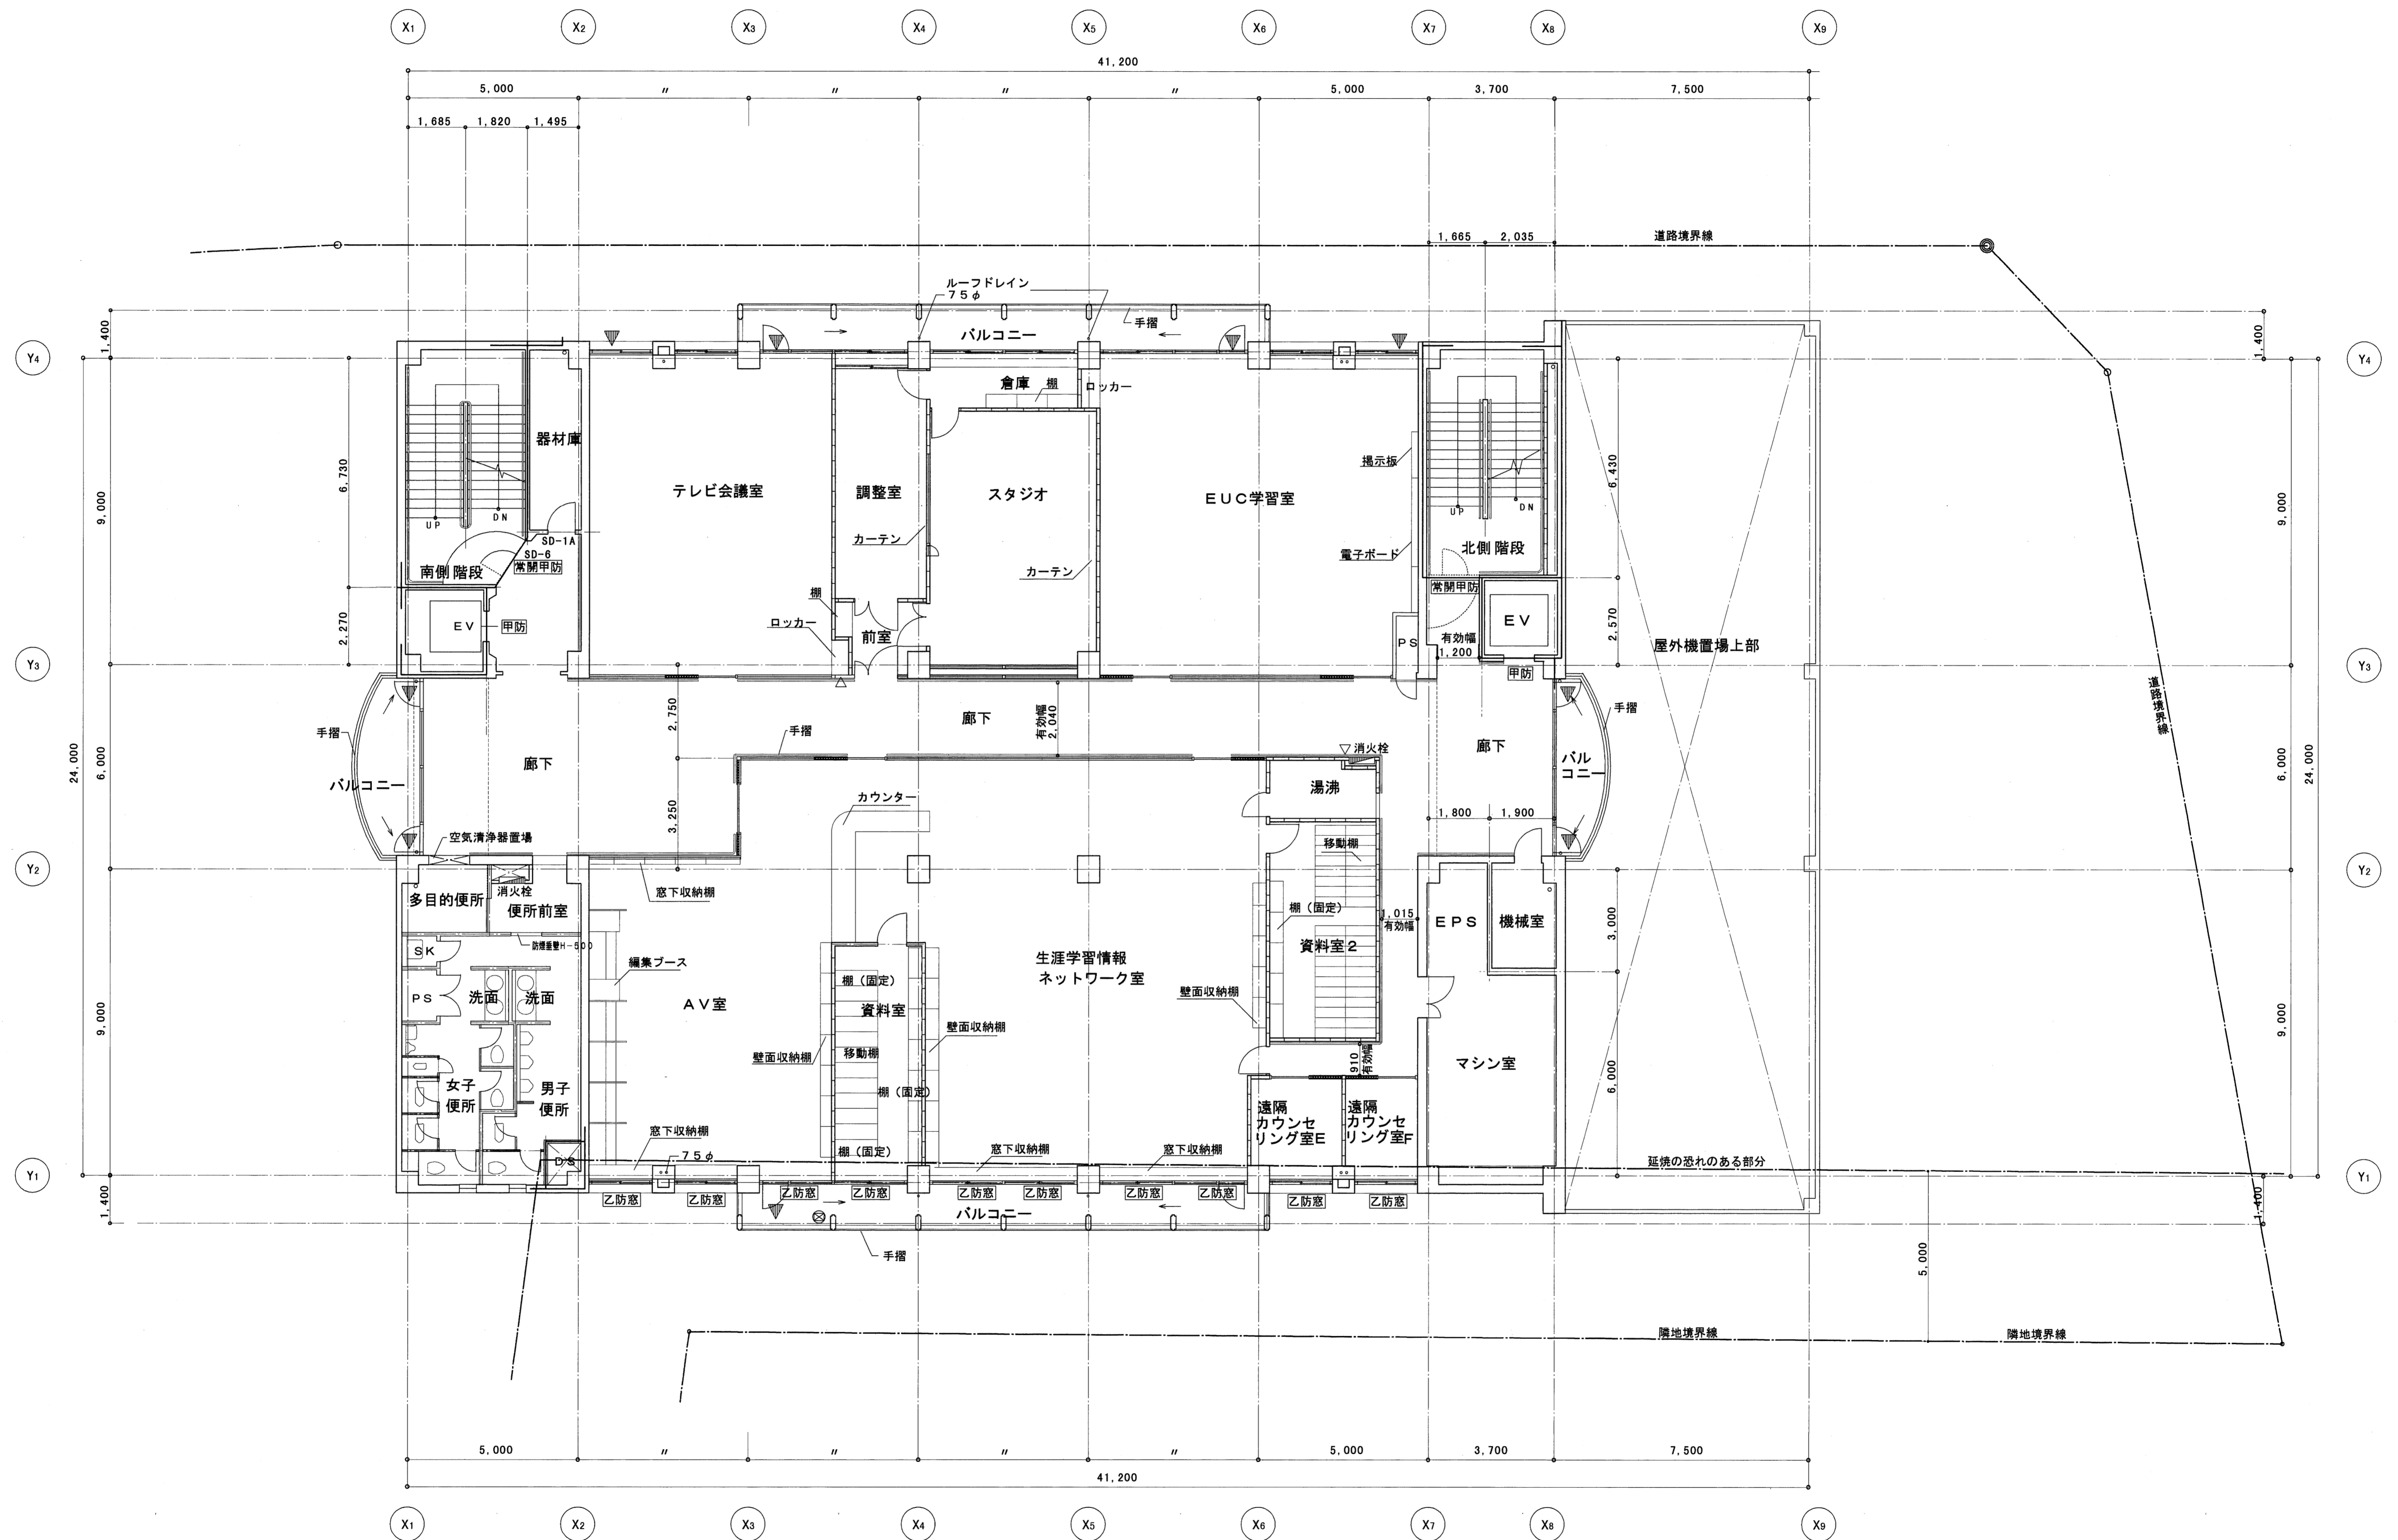 X1
X2
X3
X4
X5
X6
X7
X8
X9
41,200
5,000
〃
〃
〃
〃
5,000
3,700
7,500
1,685
1,820
1,495
1,665
2,035
道路境界線
ルーフドレイン
75φ
手摺
バルコニー
1,400
1,400
Y4
Y4
倉庫
棚
ロッカー
器材庫
テレビ会議室
調整室
スタジオ
EUC学習室
掲示板
6,730
6,430
9,000
9,000
UP
DN
UP
DN
カーテン
電子ボード
北側階段
SD-1A
SD-6
常開甲防
南側階段
カーテン
常開甲防
棚
ロッカー
前室
EV
甲防
2,270
PS
有効幅
1,200
EV
2,570
屋外機置場上部
甲防
Y3
Y3
道路境界線
手摺
2,750
手摺
廊下
有効幅
2,040
消火栓
廊下
手摺
廊下
バルコニー
バル
コニー
24,000
6,000
6,000
24,000
湯沸
カウンター
3,250
1,800
1,900
空気清浄器置場
移動棚
Y2
Y2
多目的便所
消火栓
便所前室
窓下収納棚
棚(固定)
1,015
有効幅
EPS
機械室
3,000
防煙垂壁H-500
SK
編集ブース
資料室2
生涯学習情報
ネットワーク室
PS
洗面
洗面
AV室
棚(固定)
資料室
壁面収納棚
壁面収納棚
壁面収納棚
移動棚
棚(固定)
910
有効幅
マシン室
9,000
6,000
9,000
女子
便所
男子
便所
遠隔
カウンセ
リング室E
遠隔
カウンセ
リング室F
窓下収納棚
棚(固定)
窓下収納棚
窓下収納棚
DS
75φ
延焼の恐れのある部分
Y1
Y1
乙防窓
乙防窓
乙防窓
乙防窓
乙防窓
乙防窓
乙防窓
乙防窓
乙防窓
乙防窓
1,400
1,400
バルコニー
手摺
5,000
隣地境界線
隣地境界線
5,000
〃
〃
〃
〃
5,000
3,700
7,500
41,200
X1
X2
X3
X4
X5
X6
X7
X8
X9